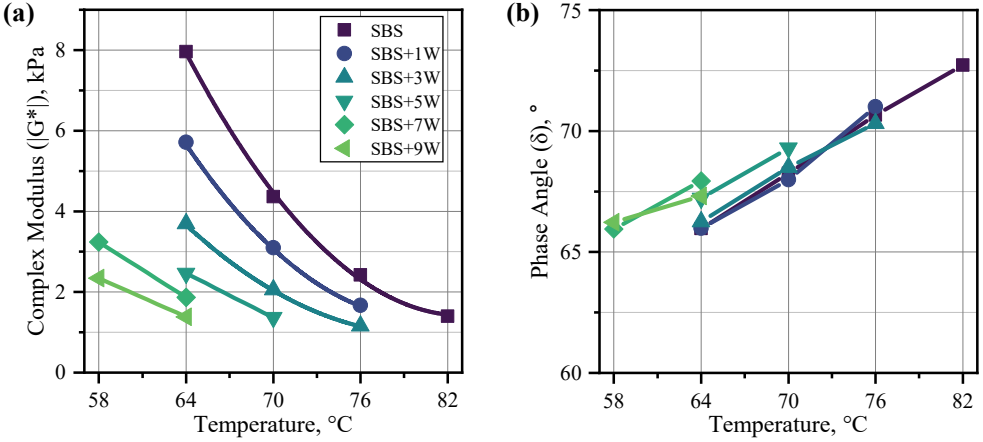 (a)
Complex Modulus (|G*|), kPa
8
6
4
2
0
SBS
SBS+1W
SBS+3W
SBS+5W
SBS+7W
SBS+9W
58 64 70 76 82
Temperature, °C
(b)
Phase Angle (δ), °
75
70
65
60
58 64 70 76 82
Temperature, °C